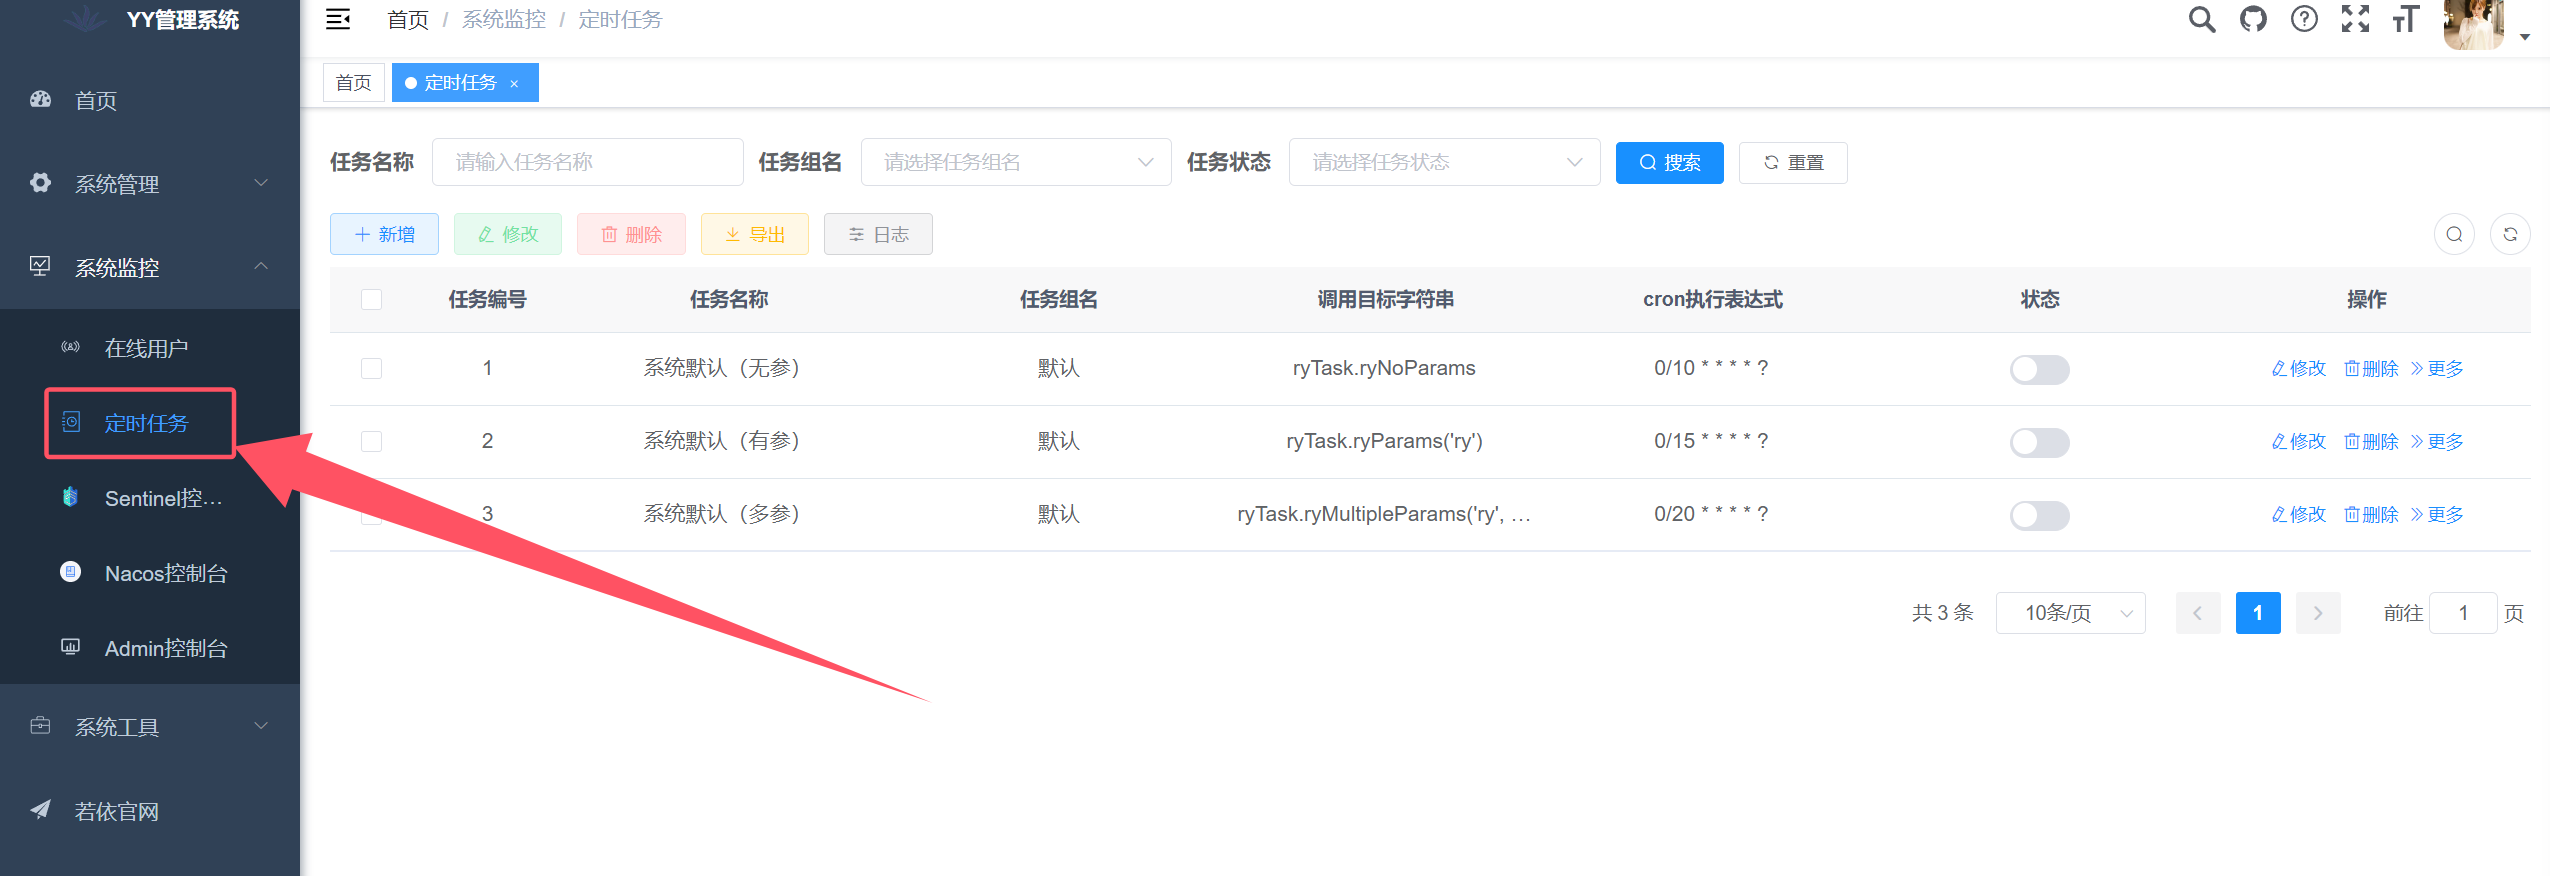 YY管理系统
首页
系统管理
系统监控
在线用户
定时任务
Sentinel控…
Nacos控制台
Admin控制台
系统工具
若依官网
首页 / 系统监控 / 定时任务
首页 定时任务 ×
任务名称 请输入任务名称 任务组名 请选择任务组名 任务状态 请选择任务状态 搜索 重置
新增 修改 删除 导出 日志
任务编号 任务名称 任务组名 调用目标字符串 cron执行表达式 状态 操作
1 系统默认（无参） 默认 ryTask.ryNoParams 0/10 * * * * ? 修改 删除 更多
2 系统默认（有参） 默认 ryTask.ryParams('ry') 0/15 * * * * ? 修改 删除 更多
3 系统默认（多参） 默认 ryTask.ryMultipleParams('ry', … 0/20 * * * * ? 修改 删除 更多
共 3 条 10条/页 1 前往 1 页